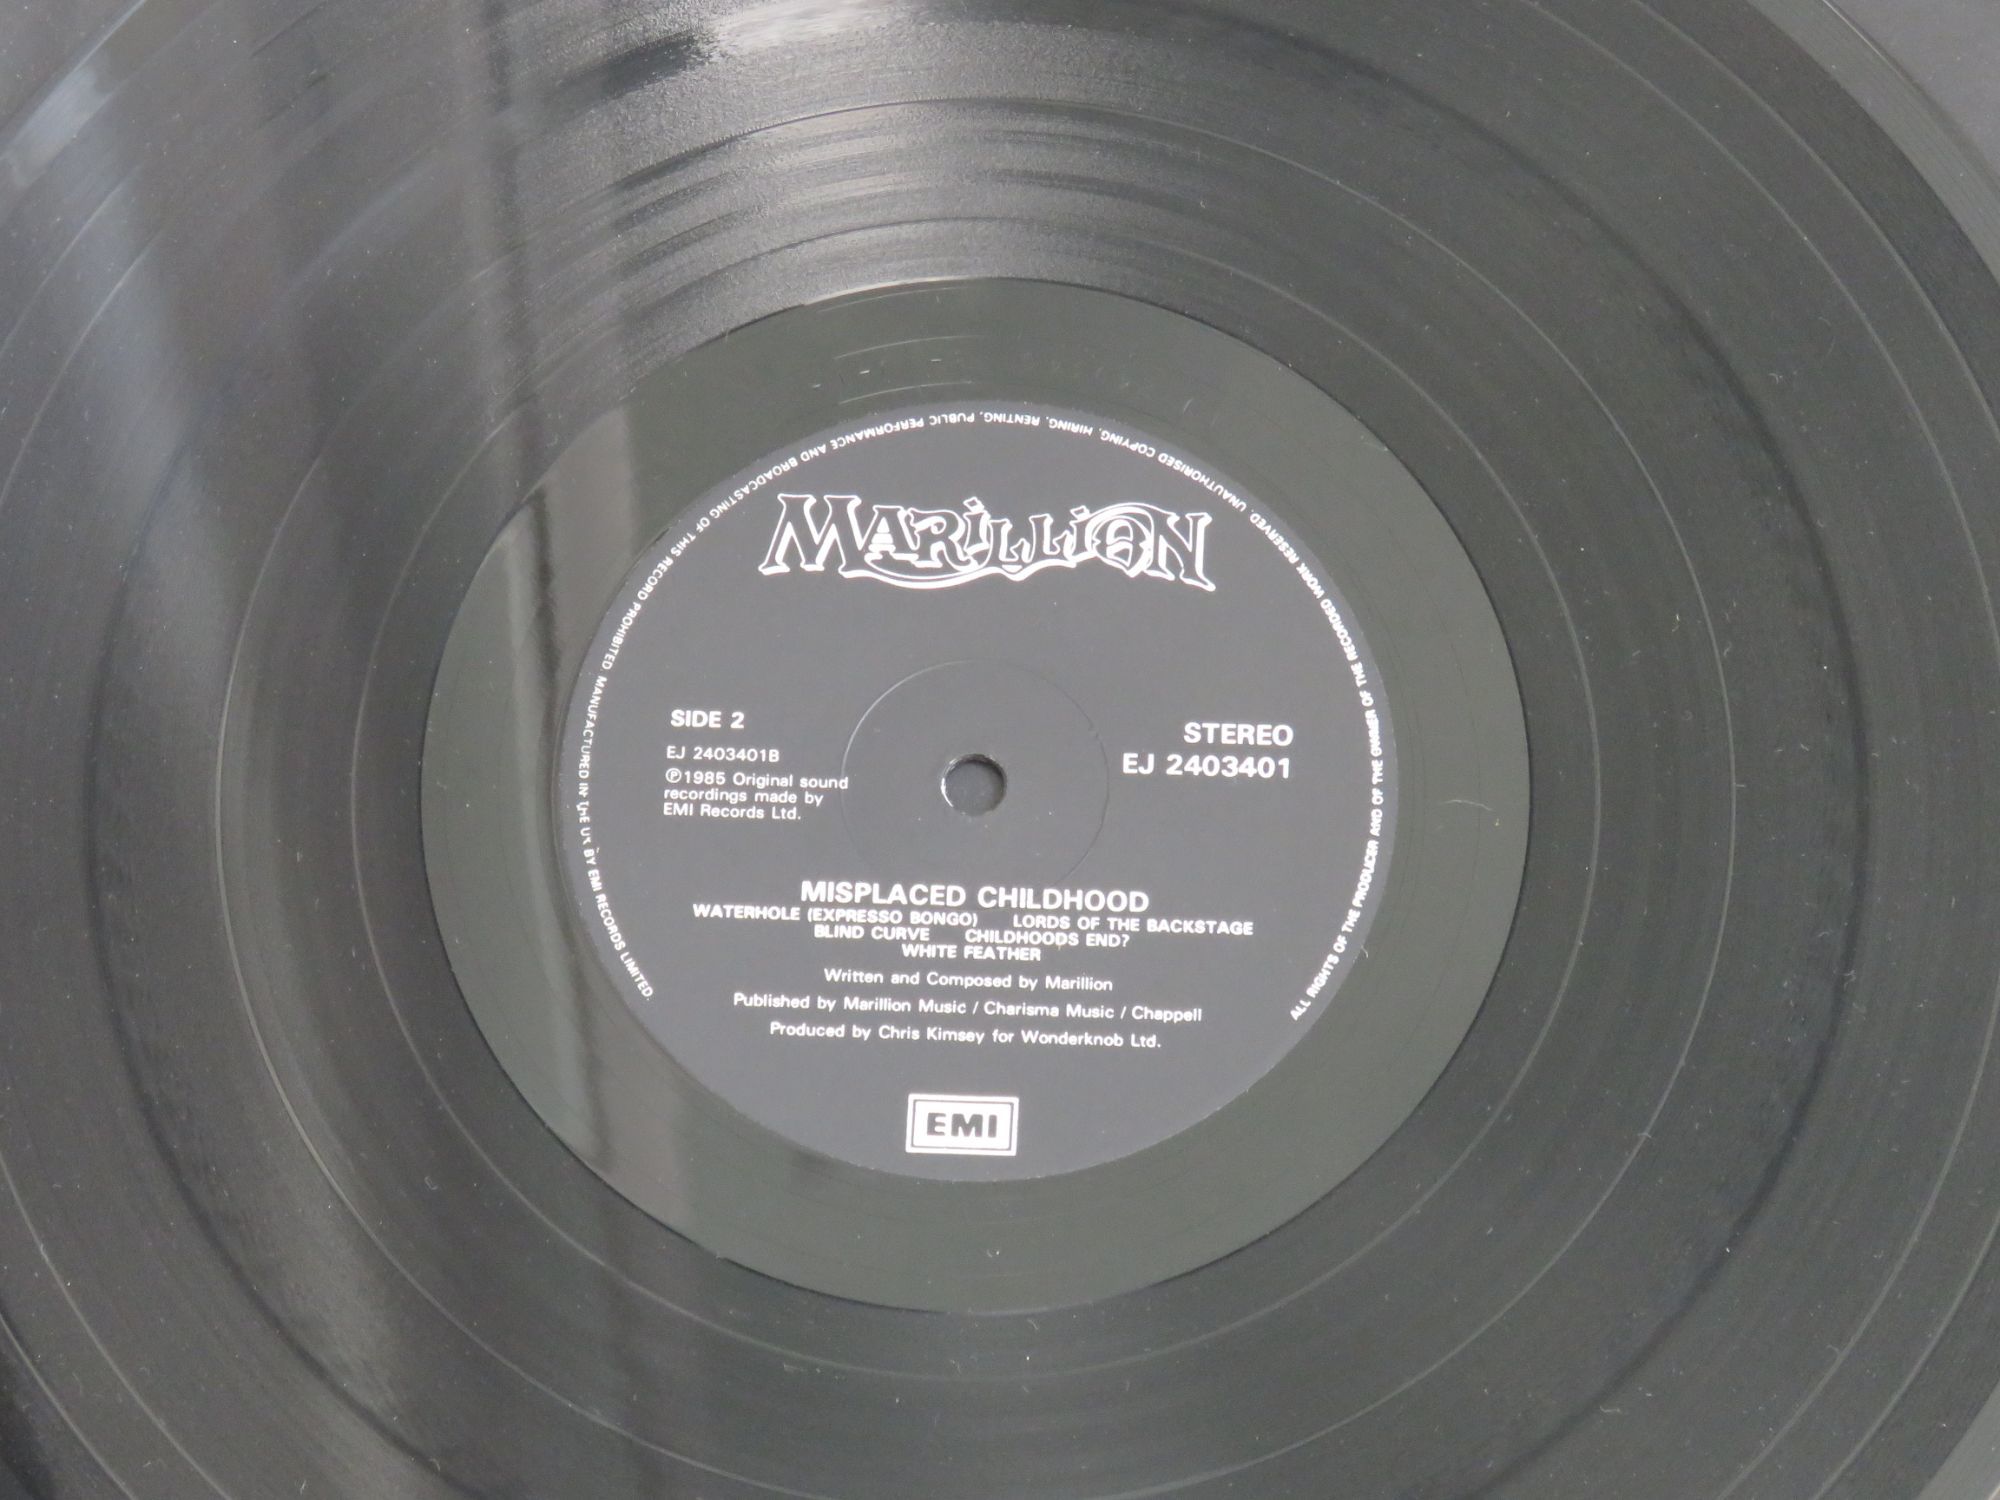 MARILLION
SIDE 2
EJ 2403401B
Ⓟ1985 Original sound
recordings made by
EMI Records Ltd.
STEREO
EJ 2403401
MISPLACED CHILDHOOD
WATERHOLE (EXPRESSO BONGO) LORDS OF THE BACKSTAGE
BLIND CURVE CHILDHOODS END?
WHITE FEATHER
Written and Composed by Marillion
Published by Marillion Music / Charisma Music / Chappell
Produced by Chris Kimsey for Wonderknob Ltd.
EMI
ALL RIGHTS OF THE PRODUCER AND OF THE OWNER OF THE RECORDED WORK RESERVED. UNAUTHORISED COPYING, HIRING, RENTING, PUBLIC PERFORMANCE AND BROADCASTING OF THIS RECORD PROHIBITED. MANUFACTURED IN THE UK BY EMI RECORDS LIMITED.